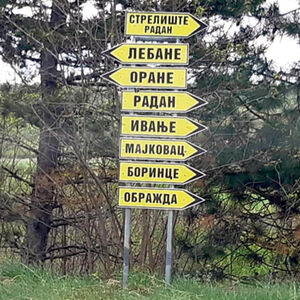 СТРЕЛИШТЕ
РАДАН
ЛЕБАНЕ
ОРАНЕ
РАДАН
ИВАЊЕ
МАЈКОВАЦ
БОРИНЦЕ
ОБРАЖДА